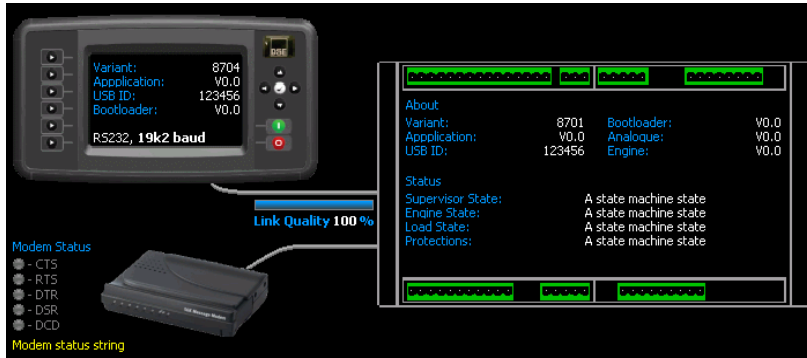 DSE
Variant: 8704
Appplication: V0.0
USB ID: 123456
Bootloader: V0.0
RS232, 19k2 baud
Link Quality 100 %
Modem Status
- CTS
- RTS
- DTR
- DSR
- DCD
Modem status string
About
Variant: 8701 Bootloader: V0.0
Appplication: V0.0 Analogue: V0.0
USB ID: 123456 Engine: V0.0
Status
Supervisor State: A state machine state
Engine State: A state machine state
Load State: A state machine state
Protections: A state machine state